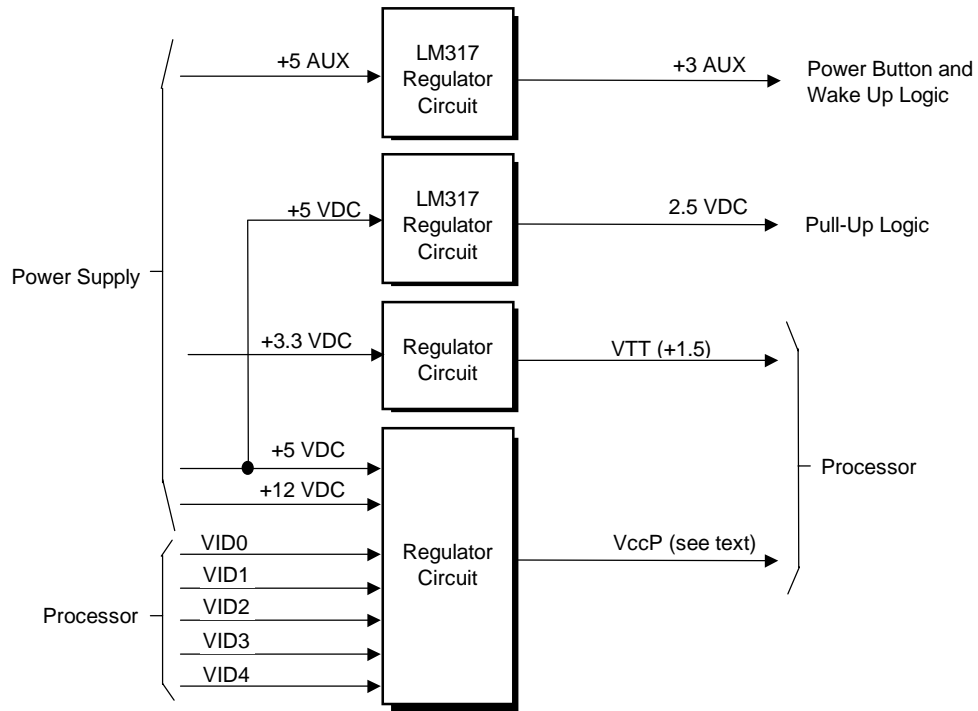 +5 AUX
LM317
Regulator
Circuit
+3 AUX
Power Button and
Wake Up Logic
+5 VDC
LM317
Regulator
Circuit
2.5 VDC
Pull-Up Logic
Power Supply
+3.3 VDC
Regulator
Circuit
VTT (+1.5)
+5 VDC
+12 VDC
Processor
VID0
VID1
VID2
VID3
VID4
Processor
Regulator
Circuit
VccP (see text)